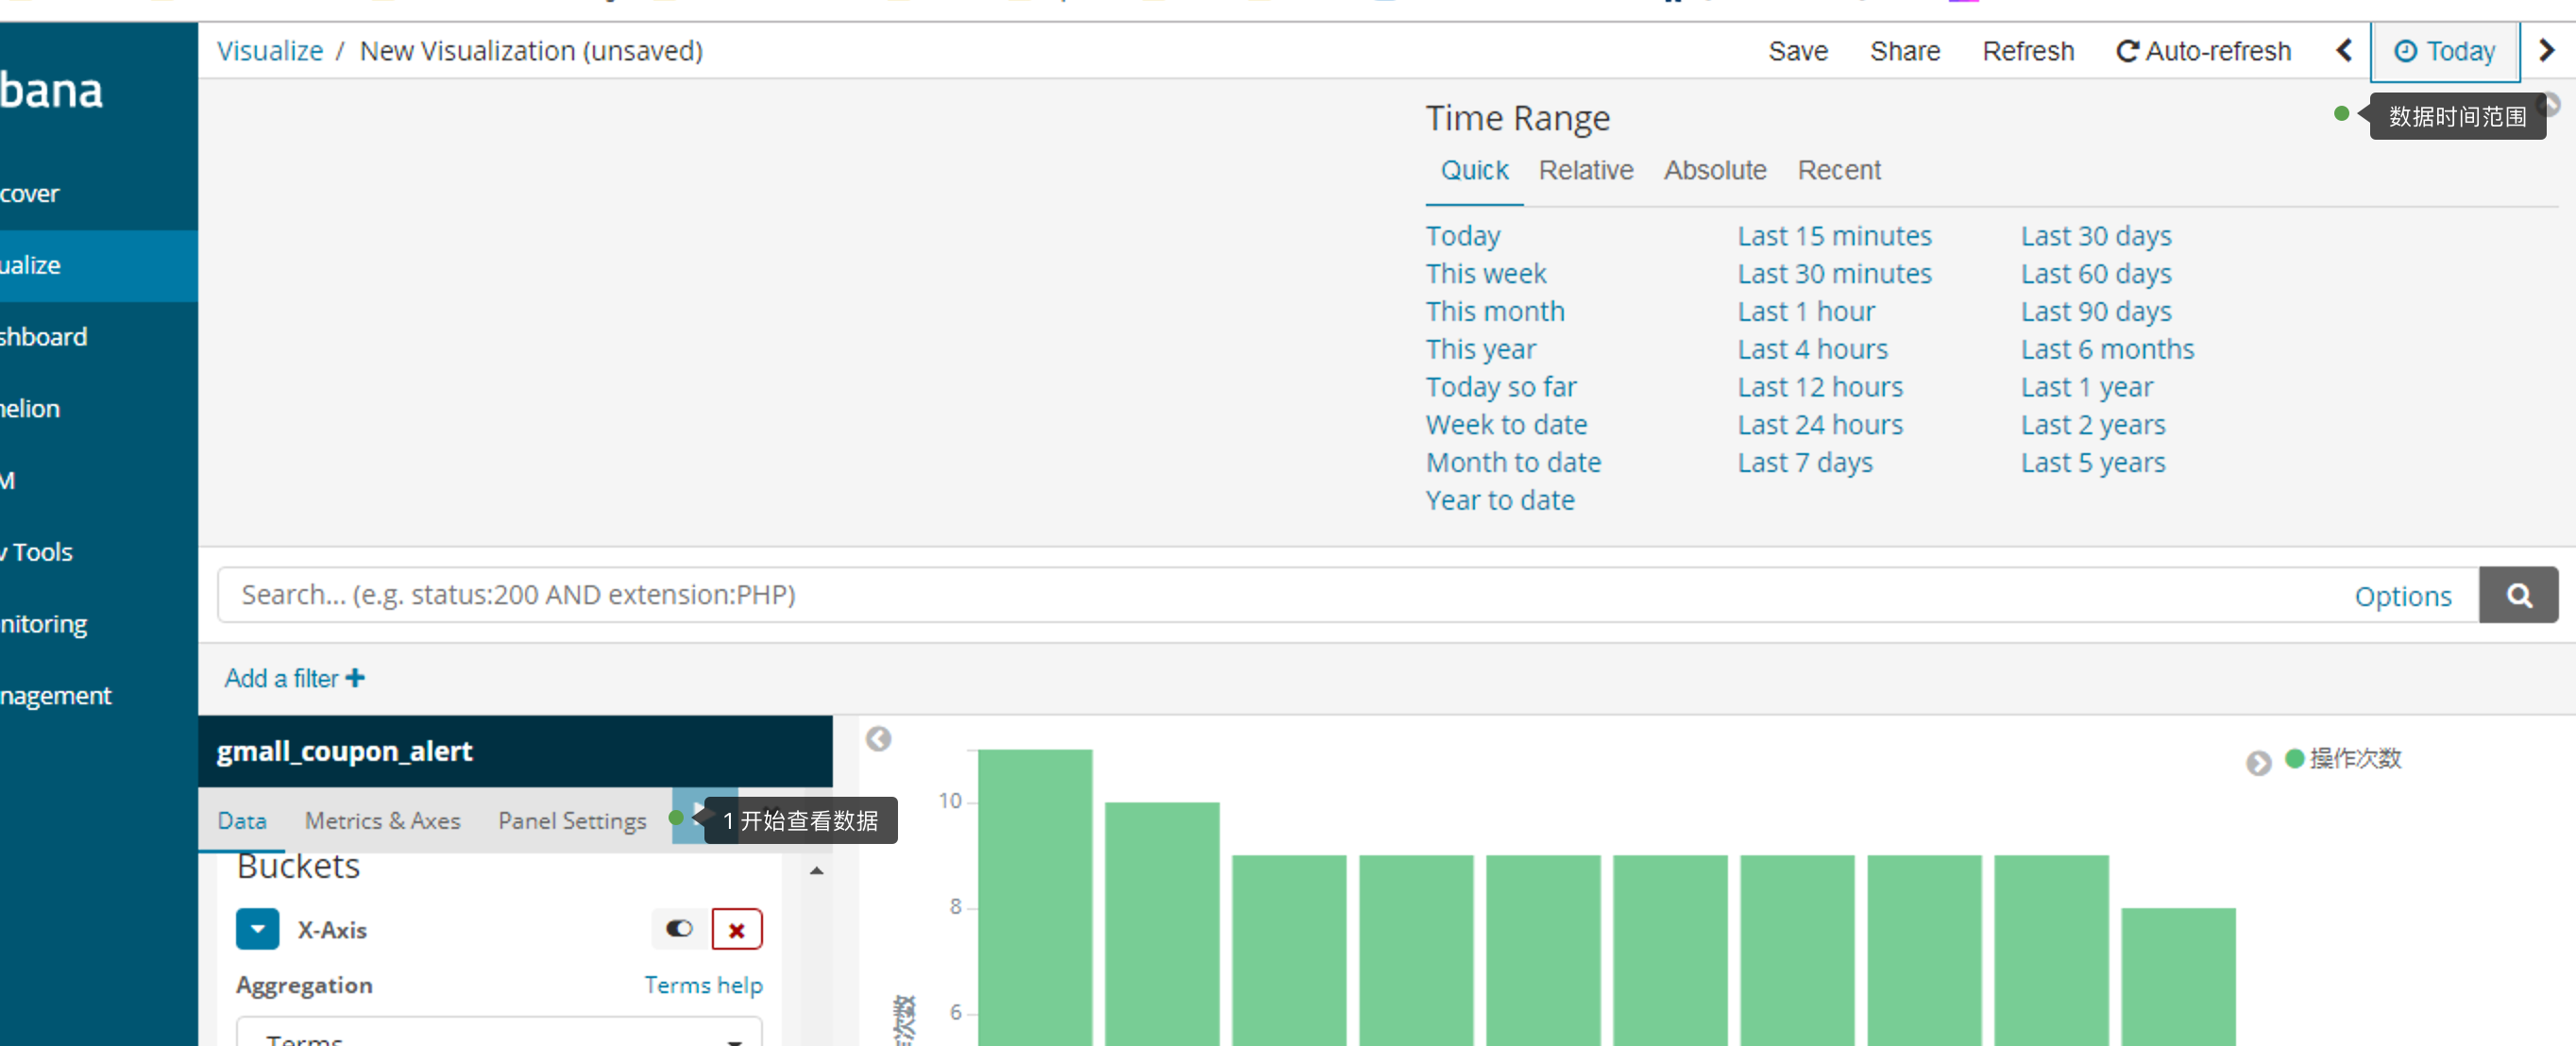 Visualize / New Visualization (unsaved)
Save Share Refresh Auto-refresh Today
bana
cover
ualize
shboard
nelion
M
v Tools
nitoring
nagement
数据时间范围
Time Range
Quick Relative Absolute Recent
Today Last 15 minutes Last 30 days
This week Last 30 minutes Last 60 days
This month Last 1 hour Last 90 days
This year Last 4 hours Last 6 months
Today so far Last 12 hours Last 1 year
Week to date Last 24 hours Last 2 years
Month to date Last 7 days Last 5 years
Year to date
Search... (e.g. status:200 AND extension:PHP) Options
Add a filter
gmall_coupon_alert
Data Metrics & Axes Panel Settings
1 开始查看数据
Buckets
X-Axis
Aggregation Terms help
Terms
操作次数
10
8
6
作次数